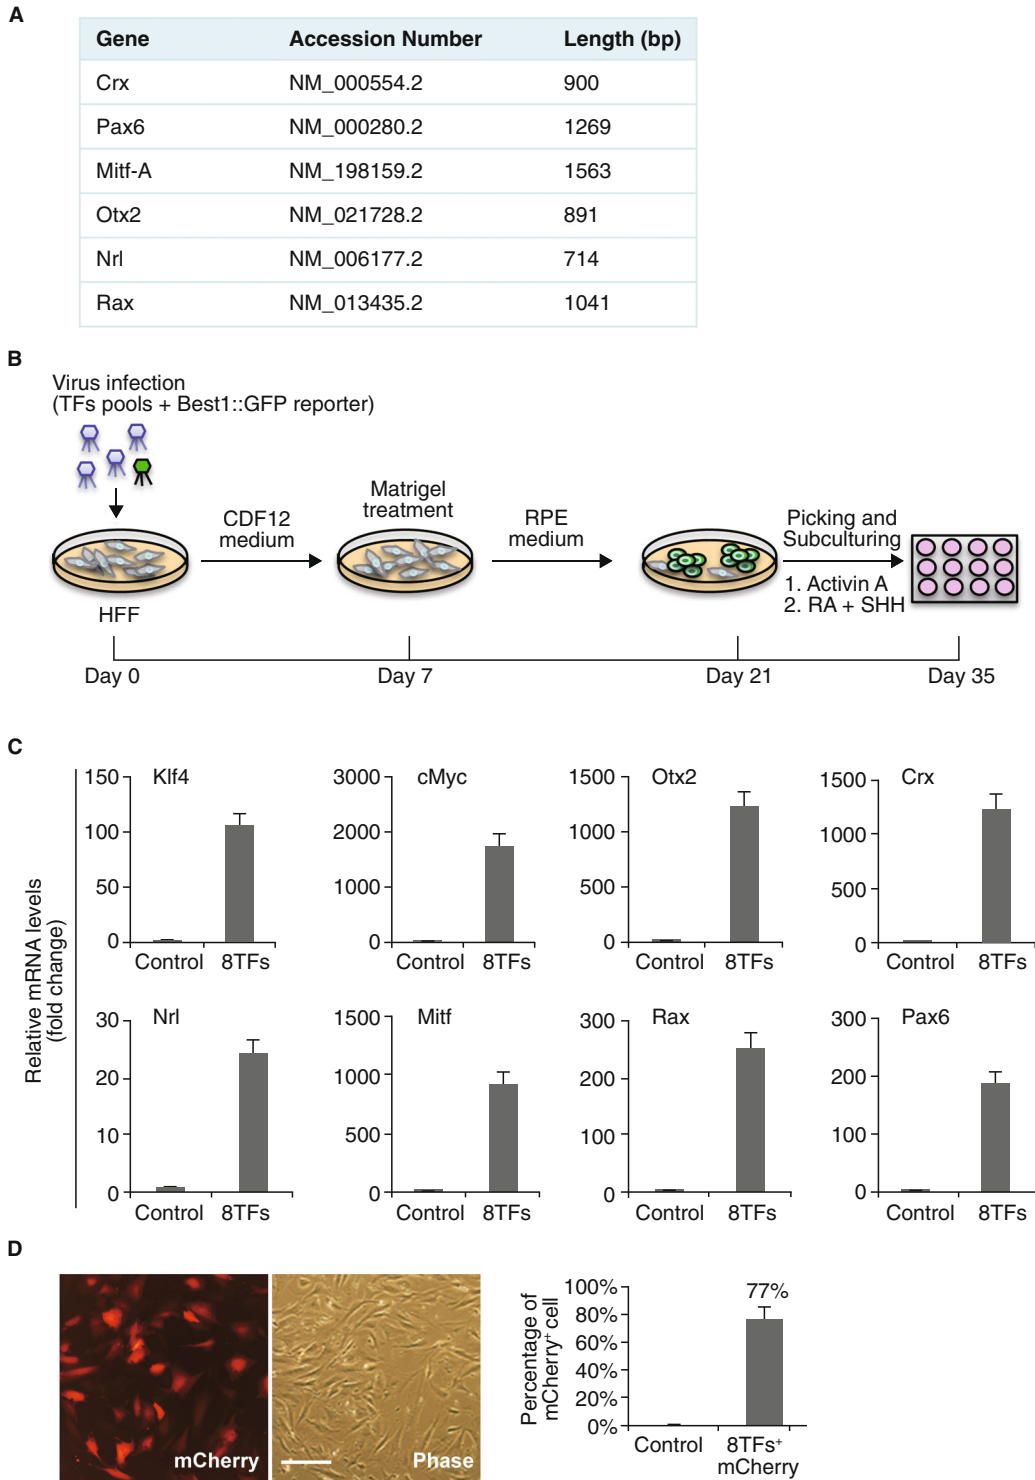 A
Gene Accession Number Length (bp)
Crx NM_000554.2 900
Pax6 NM_000280.2 1269
Mitf-A NM_198159.2 1563
Otx2 NM_021728.2 891
Nrl NM_006177.2 714
Rax NM_013435.2 1041
B
Virus infection
(TFs pools + Best1::GFP reporter)
CDF12
medium
Matrigel
treatment
RPE
medium
Picking and
Subculturing
1. Activin A
2. RA + SHH
HFF
Day 0 Day 7 Day 21 Day 35
C
Relative mRNA levels
(fold change)
Klf4
150
100
50
0
Control 8TFs
cMyc
3000
2000
1000
0
Control 8TFs
Otx2
1500
1000
500
0
Control 8TFs
Crx
1500
1000
500
0
Control 8TFs
Nrl
30
20
10
0
Control 8TFs
Mitf
1500
1000
500
0
Control 8TFs
Rax
300
200
100
0
Control 8TFs
Pax6
300
200
100
0
Control 8TFs
D
mCherry
Phase
Percentage of
mCherry+ cell
100%
80%
60%
40%
20%
0%
77%
Control 8TFs+
mCherry